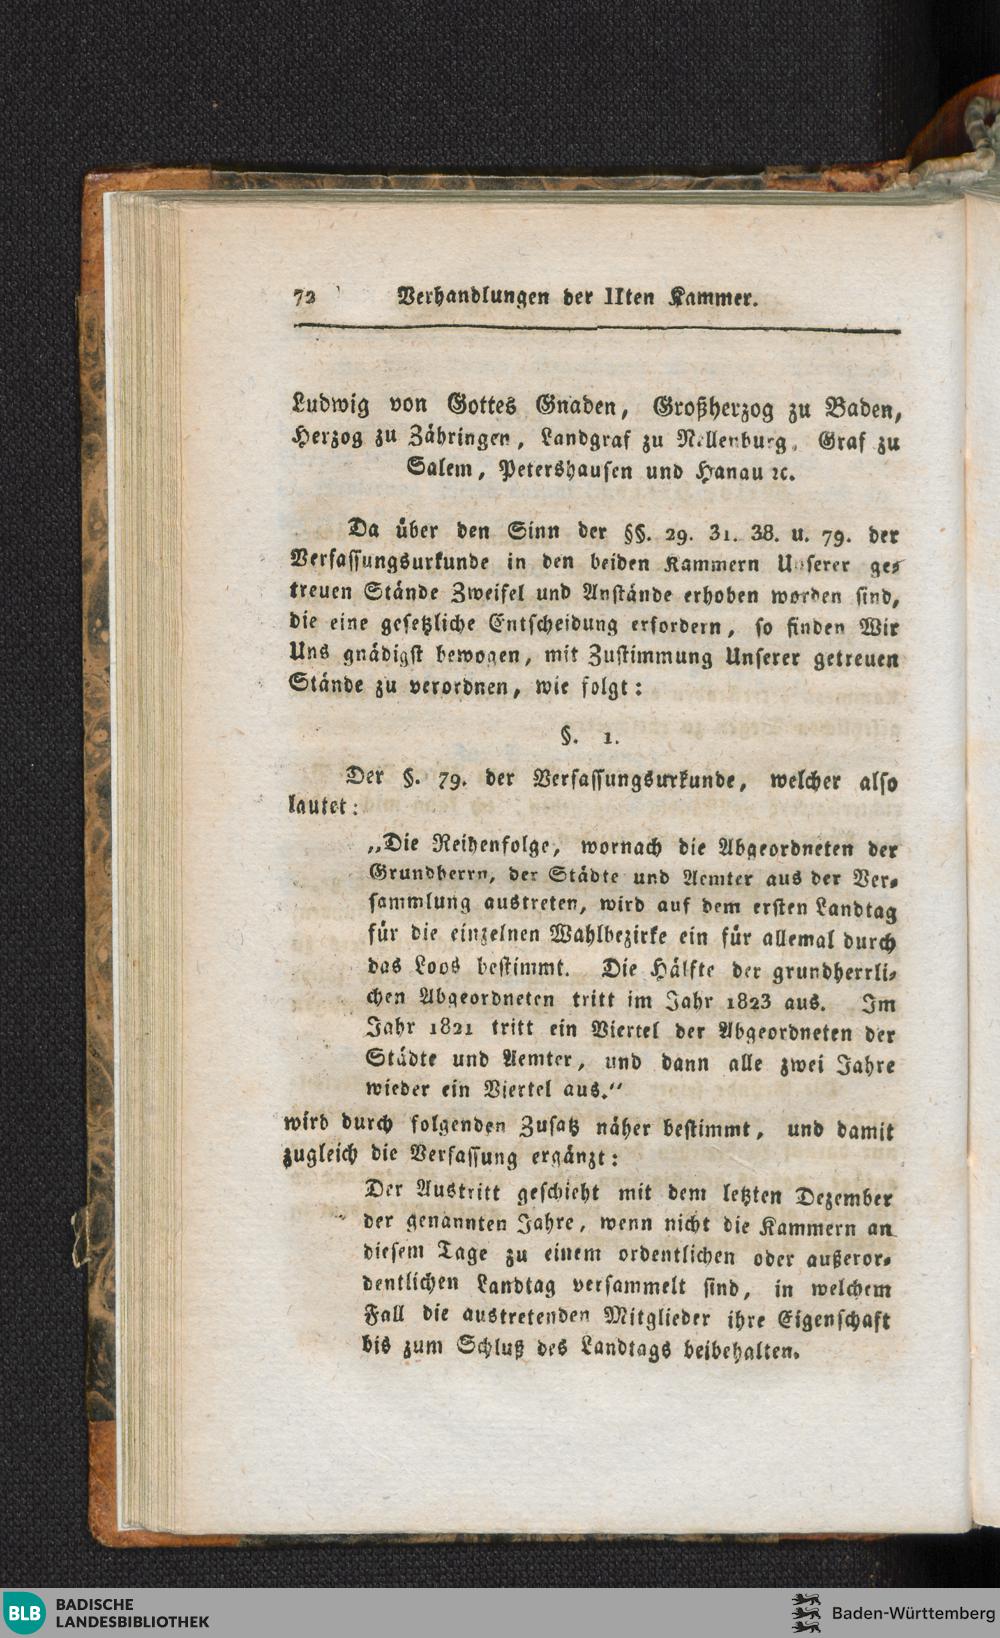 72 Verhandlungen der IIten Kammer.
Ludwig von Gottes Gnaden, Großherzog zu Baden,
Herzog zu Zähringen, Landgraf zu Nellenburg, Graf zu
Salem, Petershausen und Hanau ꝛc.
Da über den Sinn der §§. 29. 31. 38. u. 79. der
Verfassungsurkunde in den beiden Kammern Unserer ge-
treuen Stände Zweifel und Anstände erhoben worden sind,
die eine gesetzliche Entscheidung erfordern, so finden Wir
Uns gnädigst bewogen, mit Zustimmung Unserer getreuen
Stände zu verordnen, wie folgt:
§. 1.
Der §. 79. der Verfassungsurkunde, welcher also
lautet:
„Die Reihenfolge, wornach die Abgeordneten der
Grundherrn, der Städte und Aemter aus der Ver-
sammlung austreten, wird auf dem ersten Landtag
für die einzelnen Wahlbezirke ein für allemal durch
das Loos bestimmt. Die Hälfte der grundherrli-
chen Abgeordneten tritt im Jahr 1823 aus. Im
Jahr 1821 tritt ein Viertel der Abgeordneten der
Städte und Aemter, und dann alle zwei Jahre
wieder ein Viertel aus.“
wird durch folgenden Zusatz näher bestimmt, und damit
zugleich die Verfassung ergänzt:
Der Austritt geschieht mit dem letzten Dezember
der genannten Jahre, wenn nicht die Kammern an
diesem Tage zu einem ordentlichen oder außeror-
dentlichen Landtag versammelt sind, in welchem
Fall die austretenden Mitglieder ihre Eigenschaft
bis zum Schluß des Landtags beibehalten.
BLB BADISCHE
LANDESBIBLIOTHEK
Baden-Württemberg